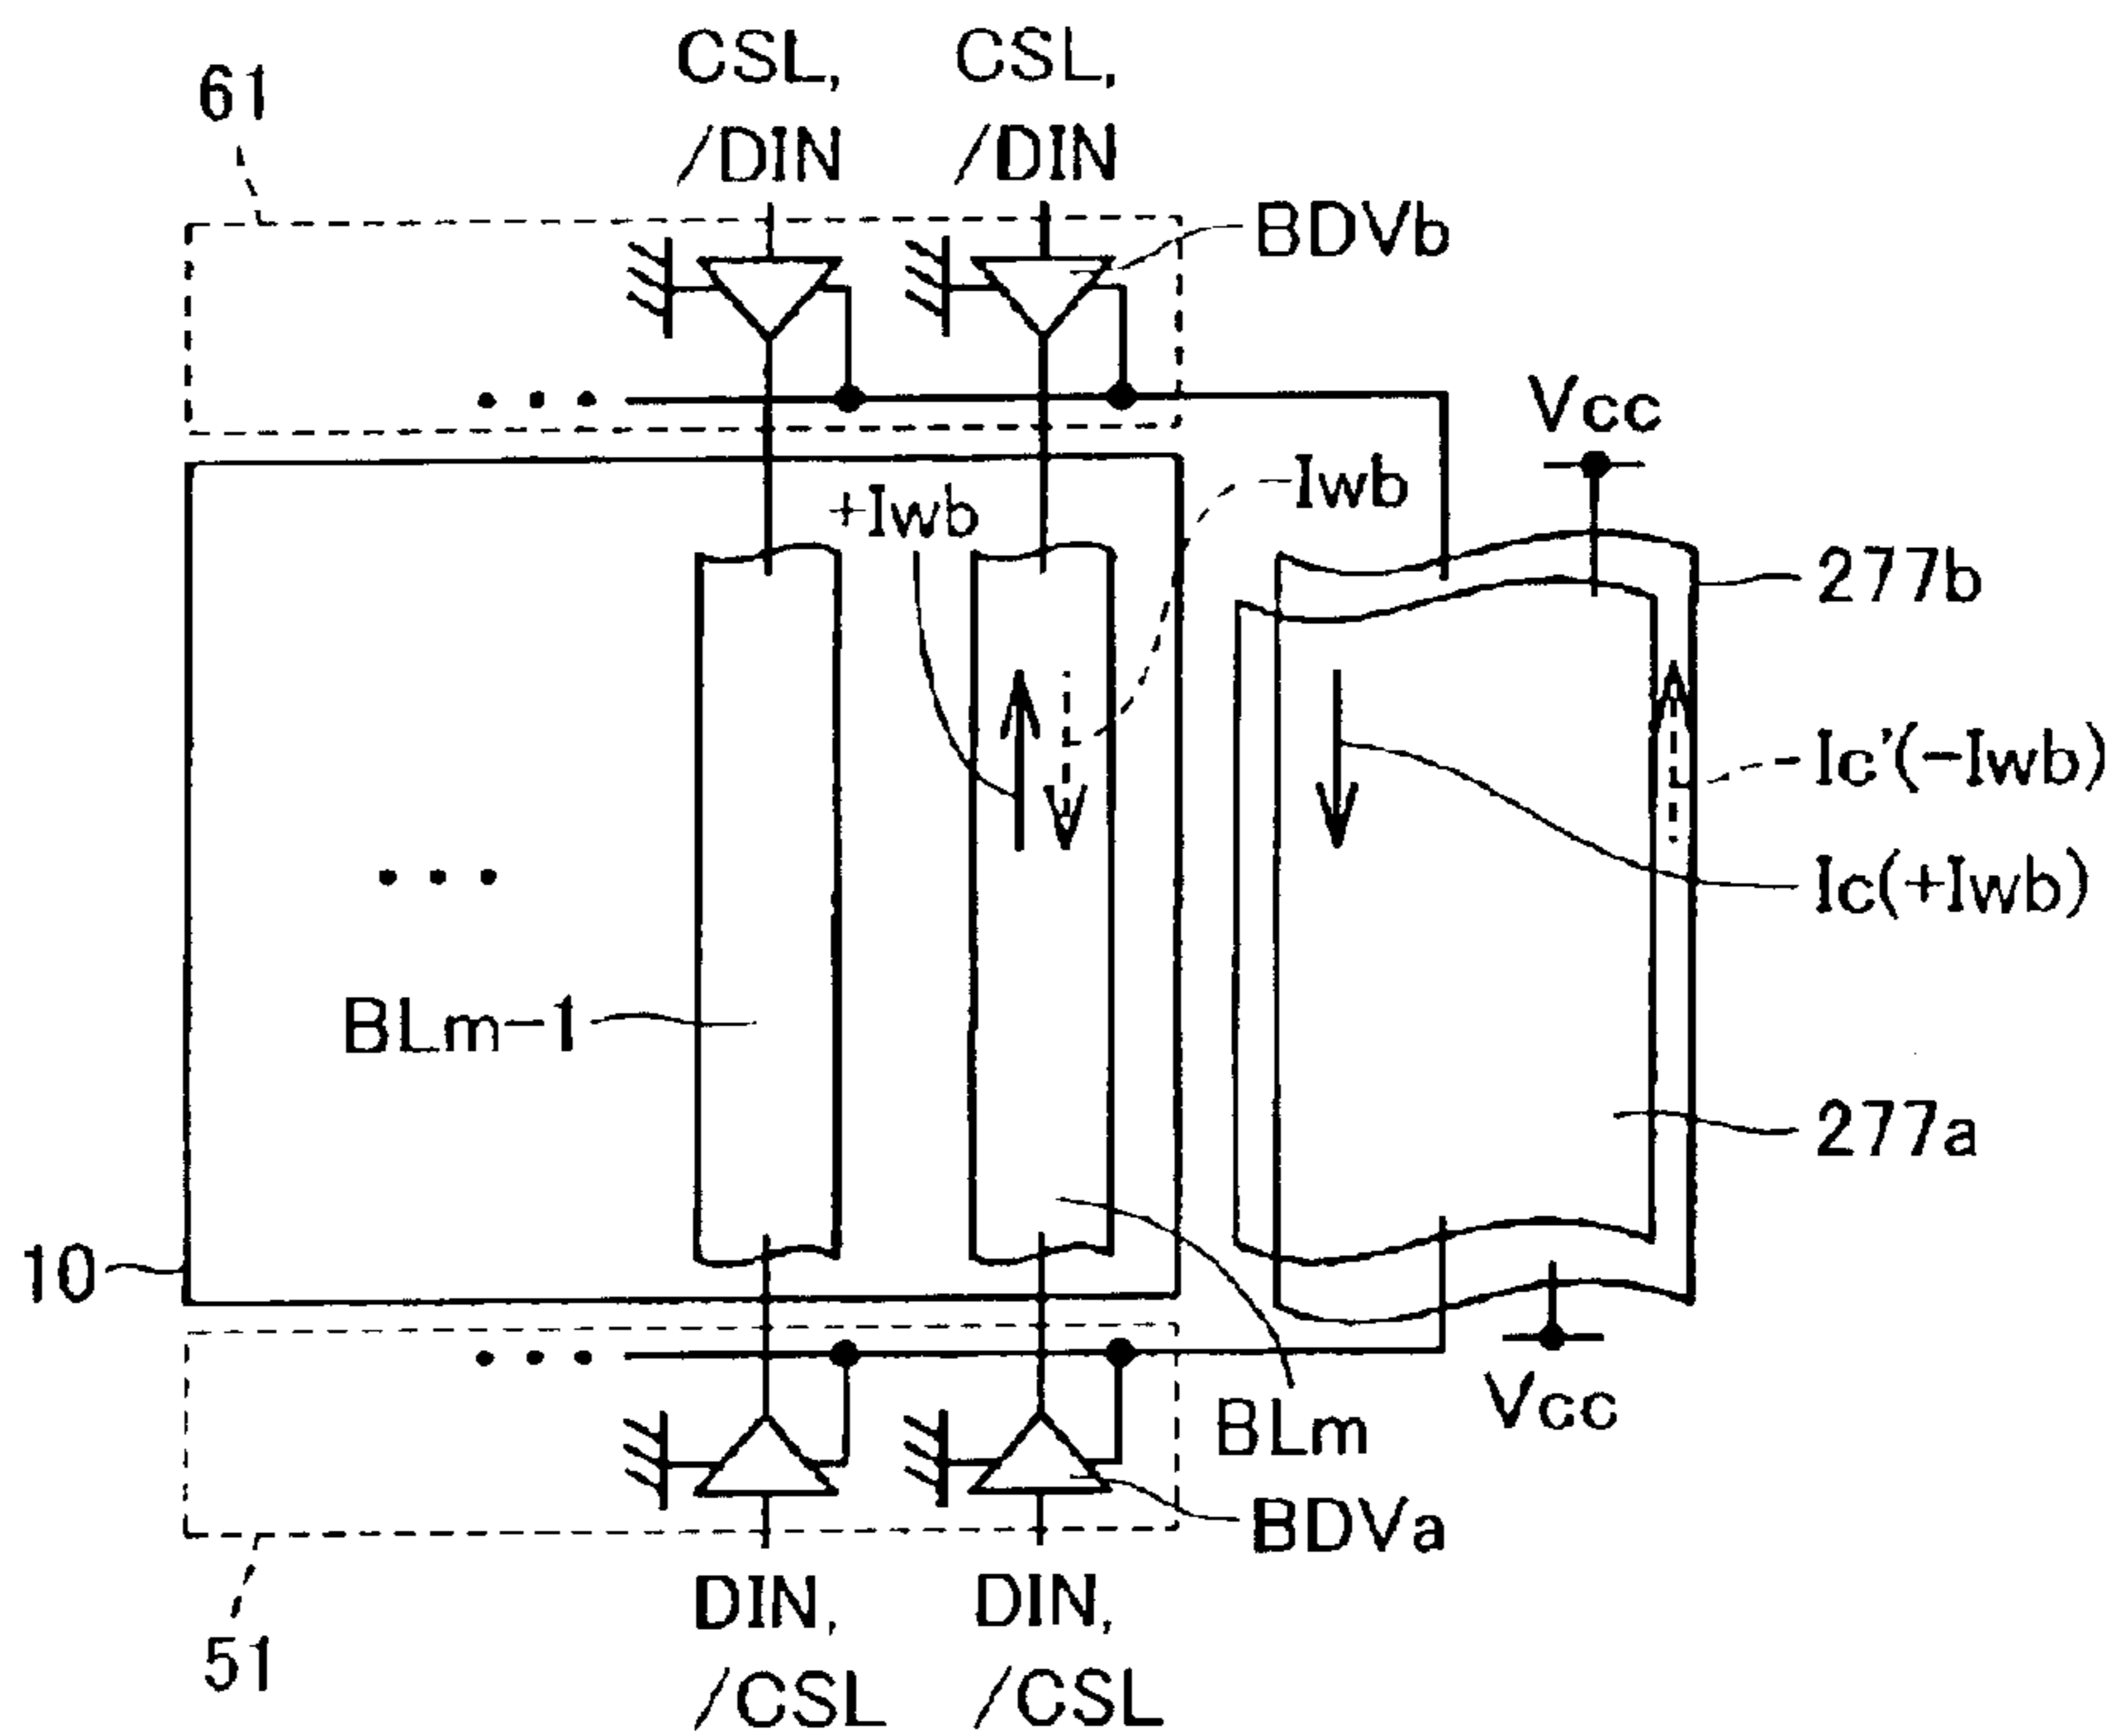 CSL, CSL,
61
/DIN /DIN
BDVb
Vcc
+Iwb -Iwb
277b
Ic'(-Iwb)
Ic(+Iwb)
BLm-1
277a
10
Vcc
BLm
BDVa
DIN, DIN,
51
/CSL /CSL